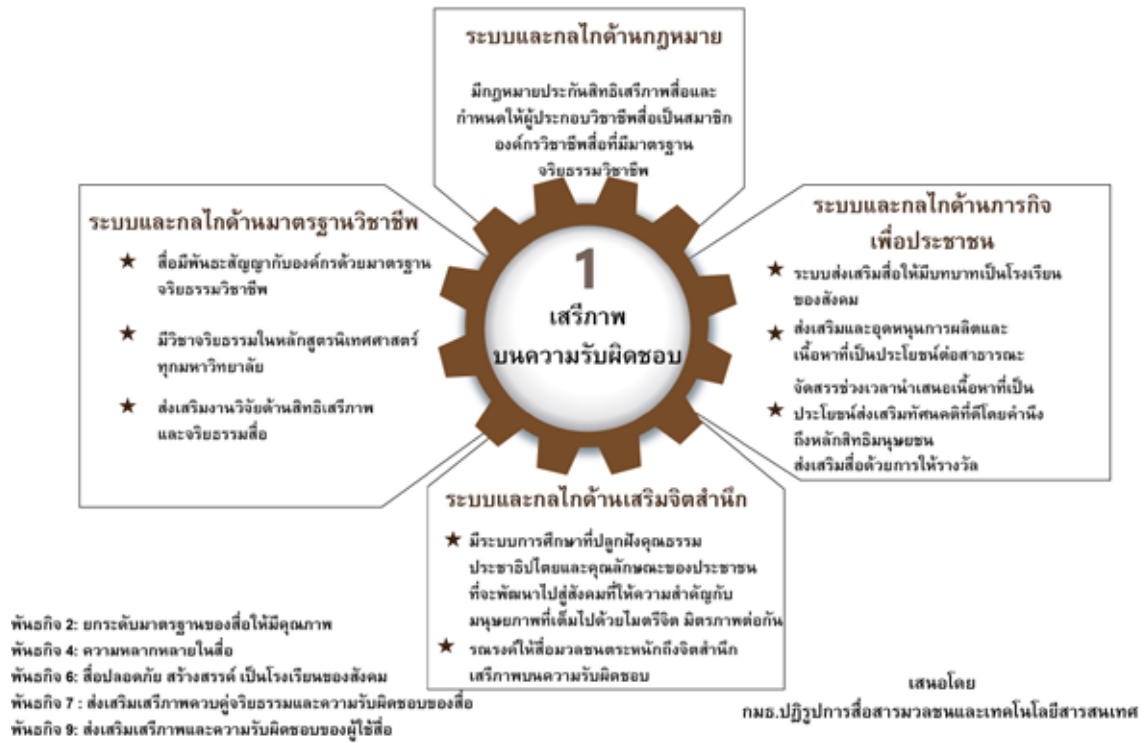 ระบบและกลไกด้านกฎหมาย
มีกฎหมายประกันสิทธิเสรีภาพสื่อและ
กำหนดให้ผู้ประกอบวิชาชีพสื่อเป็นสมาชิก
องค์กรวิชาชีพสื่อที่มีมาตรฐาน
จริยธรรมวิชาชีพ
ระบบและกลไกด้านมาตรฐานวิชาชีพ
★ สื่อมีพันธะสัญญากับองค์กรด้วยมาตรฐาน
จริยธรรมวิชาชีพ
★ มีวิชาจริยธรรมในหลักสูตรนิเทศศาสตร์
ทุกมหาวิทยาลัย
★ ส่งเสริมงานวิจัยด้านสิทธิเสรีภาพ
และจริยธรรมสื่อ
1
เสรีภาพ
บนความรับผิดชอบ
ระบบและกลไกด้านภารกิจ
เพื่อประชาชน
★ ระบบส่งเสริมสื่อให้มีบทบาทเป็นโรงเรียน
ของสังคม
★ ส่งเสริมและอุดหนุนการผลิตและ
เนื้อหาที่เป็นประโยชน์ต่อสาธารณะ
จัดสรรช่วงเวลานำเสนอเนื้อหาที่เป็น
★ ประโยชน์ส่งเสริมทัศนคติที่ดีโดยคำนึง
ถึงหลักสิทธิมนุษยชน
ส่งเสริมสื่อด้วยการให้รางวัล
ระบบและกลไกด้านเสริมจิตสำนึก
★ มีระบบการศึกษาที่ปลูกฝังคุณธรรม
ประชาธิปไตยและคุณลักษณะของประชาชน
ที่จะพัฒนาไปสู่สังคมที่ให้ความสำคัญกับ
มนุษยภาพที่เต็มไปด้วยไมตรีจิต มิตรภาพต่อกัน
★ รณรงค์ให้สื่อมวลชนตระหนักถึงจิตสำนึก
เสรีภาพบนความรับผิดชอบ
พันธกิจ 2: ยกระดับมาตรฐานของสื่อให้มีคุณภาพ
พันธกิจ 4: ความหลากหลายในสื่อ
พันธกิจ 6: สื่อปลอดภัย สร้างสรรค์ เป็นโรงเรียนของสังคม
พันธกิจ 7 : ส่งเสริมเสรีภาพควบคู่จริยธรรมและความรับผิดชอบของสื่อ
พันธกิจ 9: ส่งเสริมเสรีภาพและความรับผิดชอบของผู้ใช้สื่อ
เสนอโดย
กมธ.ปฏิรูปการสื่อสารมวลชนและเทคโนโลยีสารสนเทศ